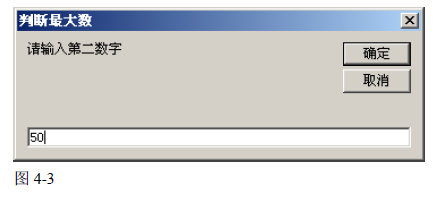 判断最大数
请输入第二数字
确定
取消
50
图 4-3